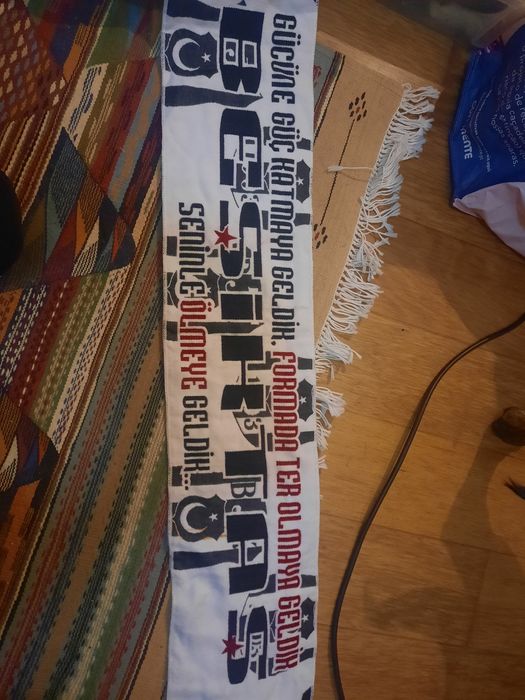 GÜCÜNE GÜÇ KATMAYA GELDİK, FORMADA TER OLMAYA GELDİK
BEŞİKTAŞ
SENİNLE ÖLMEYE GELDİK...